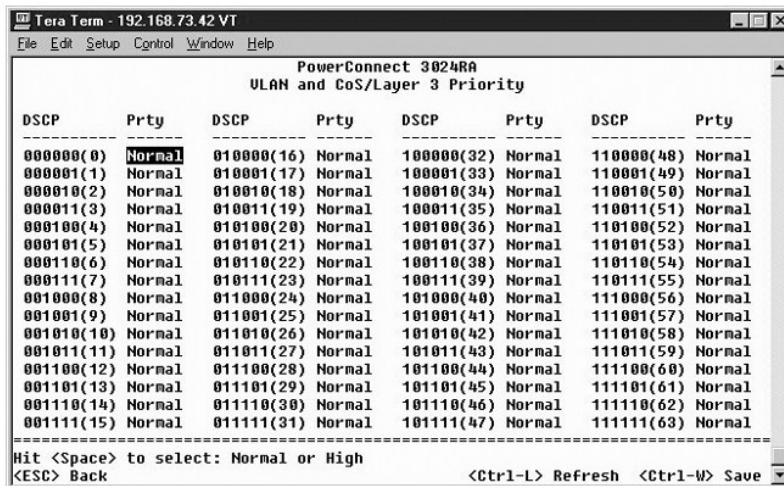 Tera Term - 192.168.73.42 VT
File Edit Setup Control Window Help
PowerConnect 3024RA
VLAN and CoS/Layer 3 Priority
DSCP Prty DSCP Prty DSCP Prty DSCP Prty
---------- ------ ---------- ------ ---------- ------ ---------- ------
000000(0) Normal 010000(16) Normal 100000(32) Normal 110000(48) Normal
000001(1) Normal 010001(17) Normal 100001(33) Normal 110001(49) Normal
000010(2) Normal 010010(18) Normal 100010(34) Normal 110010(50) Normal
000011(3) Normal 010011(19) Normal 100011(35) Normal 110011(51) Normal
000100(4) Normal 010100(20) Normal 100100(36) Normal 110100(52) Normal
000101(5) Normal 010101(21) Normal 100101(37) Normal 110101(53) Normal
000110(6) Normal 010110(22) Normal 100110(38) Normal 110110(54) Normal
000111(7) Normal 010111(23) Normal 100111(39) Normal 110111(55) Normal
001000(8) Normal 011000(24) Normal 101000(40) Normal 111000(56) Normal
001001(9) Normal 011001(25) Normal 101001(41) Normal 111001(57) Normal
001010(10) Normal 011010(26) Normal 101010(42) Normal 111010(58) Normal
001011(11) Normal 011011(27) Normal 101011(43) Normal 111011(59) Normal
001100(12) Normal 011100(28) Normal 101100(44) Normal 111100(60) Normal
001101(13) Normal 011101(29) Normal 101101(45) Normal 111101(61) Normal
001110(14) Normal 011110(30) Normal 101110(46) Normal 111110(62) Normal
001111(15) Normal 011111(31) Normal 101111(47) Normal 111111(63) Normal
================================================================================
Hit <Space> to select: Normal or High
<ESC> Back <Ctrl-L> Refresh <Ctrl-W> Save